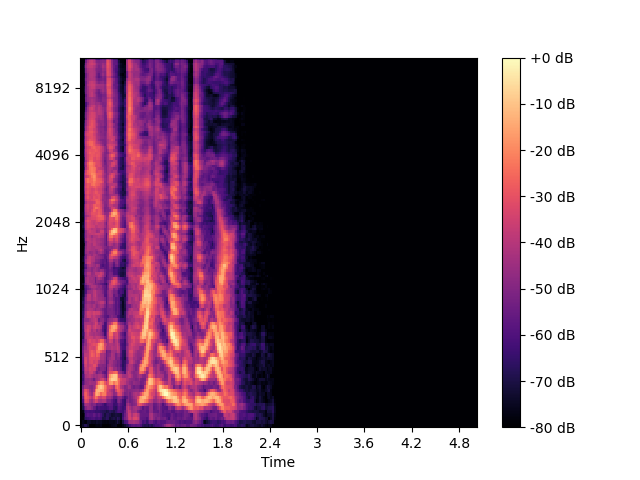 +0 dB
8192
-10 dB
4096
-20 dB
-30 dB
2048
Hz
-40 dB
1024
-50 dB
512
-60 dB
-70 dB
0
-80 dB
0 0.6 1.2 1.8 2.4 3 3.6 4.2 4.8
Time